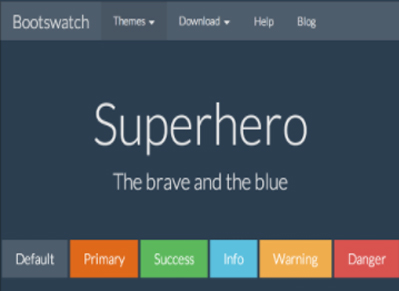 Bootswatch Themes Download Help Blog
Superhero
The brave and the blue
Default Primary Success Info Warning Danger